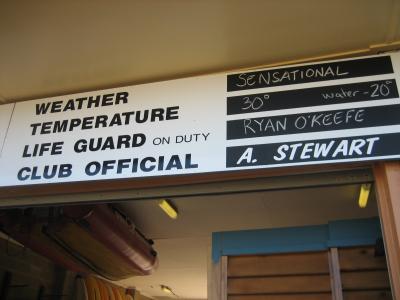 WEATHER SENSATIONAL
TEMPERATURE 30° water-20°
LIFE GUARD ON DUTY RYAN O'KEEFE
CLUB OFFICIAL A. STEWART